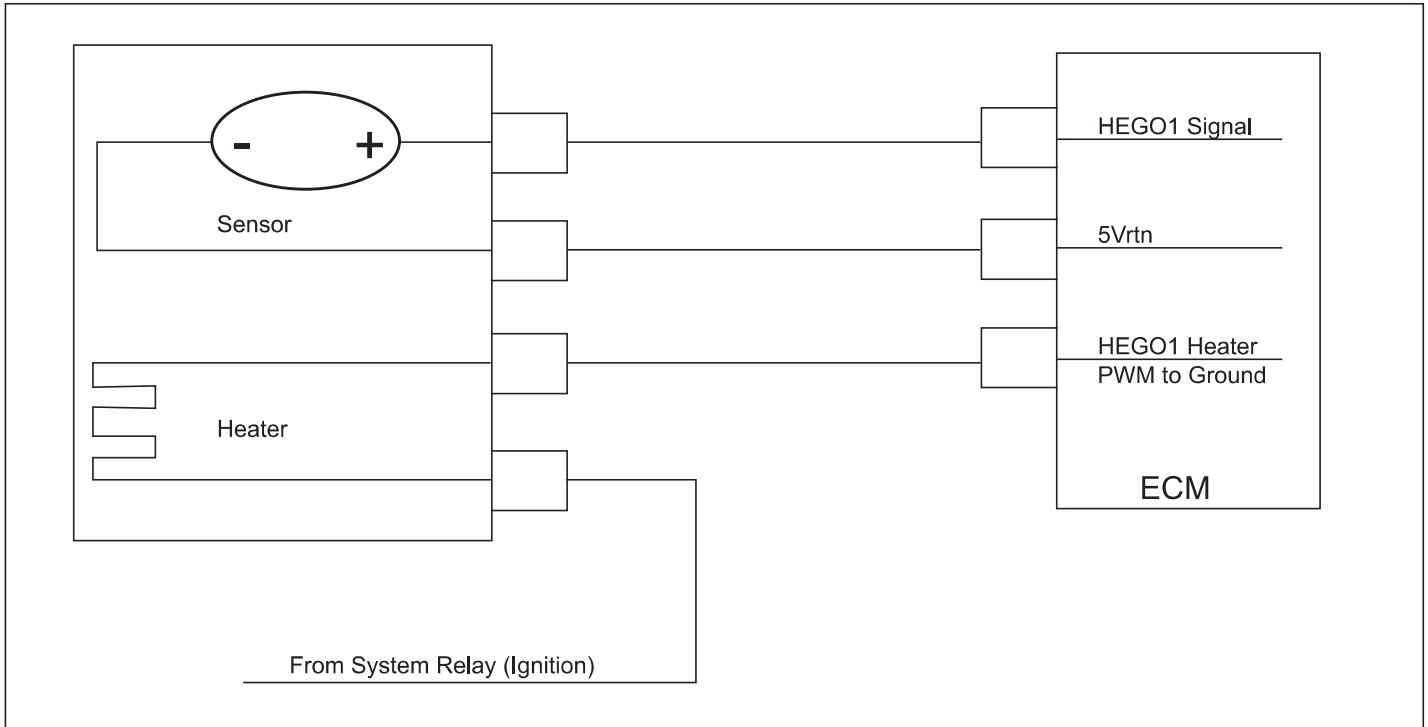 - +
Sensor
Heater
From System Relay (Ignition)
HEGO1 Signal
5Vrtn
HEGO1 Heater
PWM to Ground
ECM